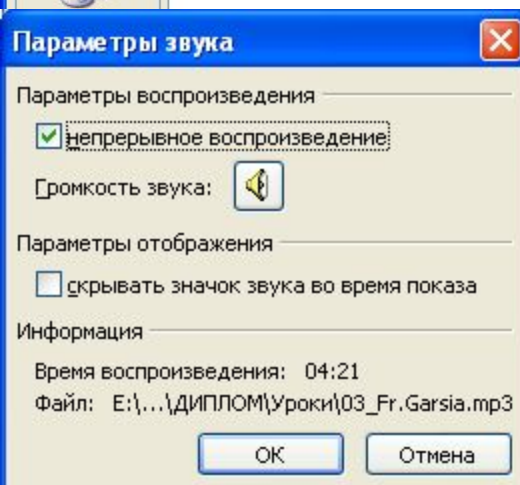 Параметры звука
Параметры воспроизведения
непрерывное воспроизведение
Громкость звука:
Параметры отображения
скрывать значок звука во время показа
Информация
Время воспроизведения: 04:21
Файл: E:\...\ДИПЛОМ\Уроки\03_Fr.Garsia.mp3
ОК Отмена